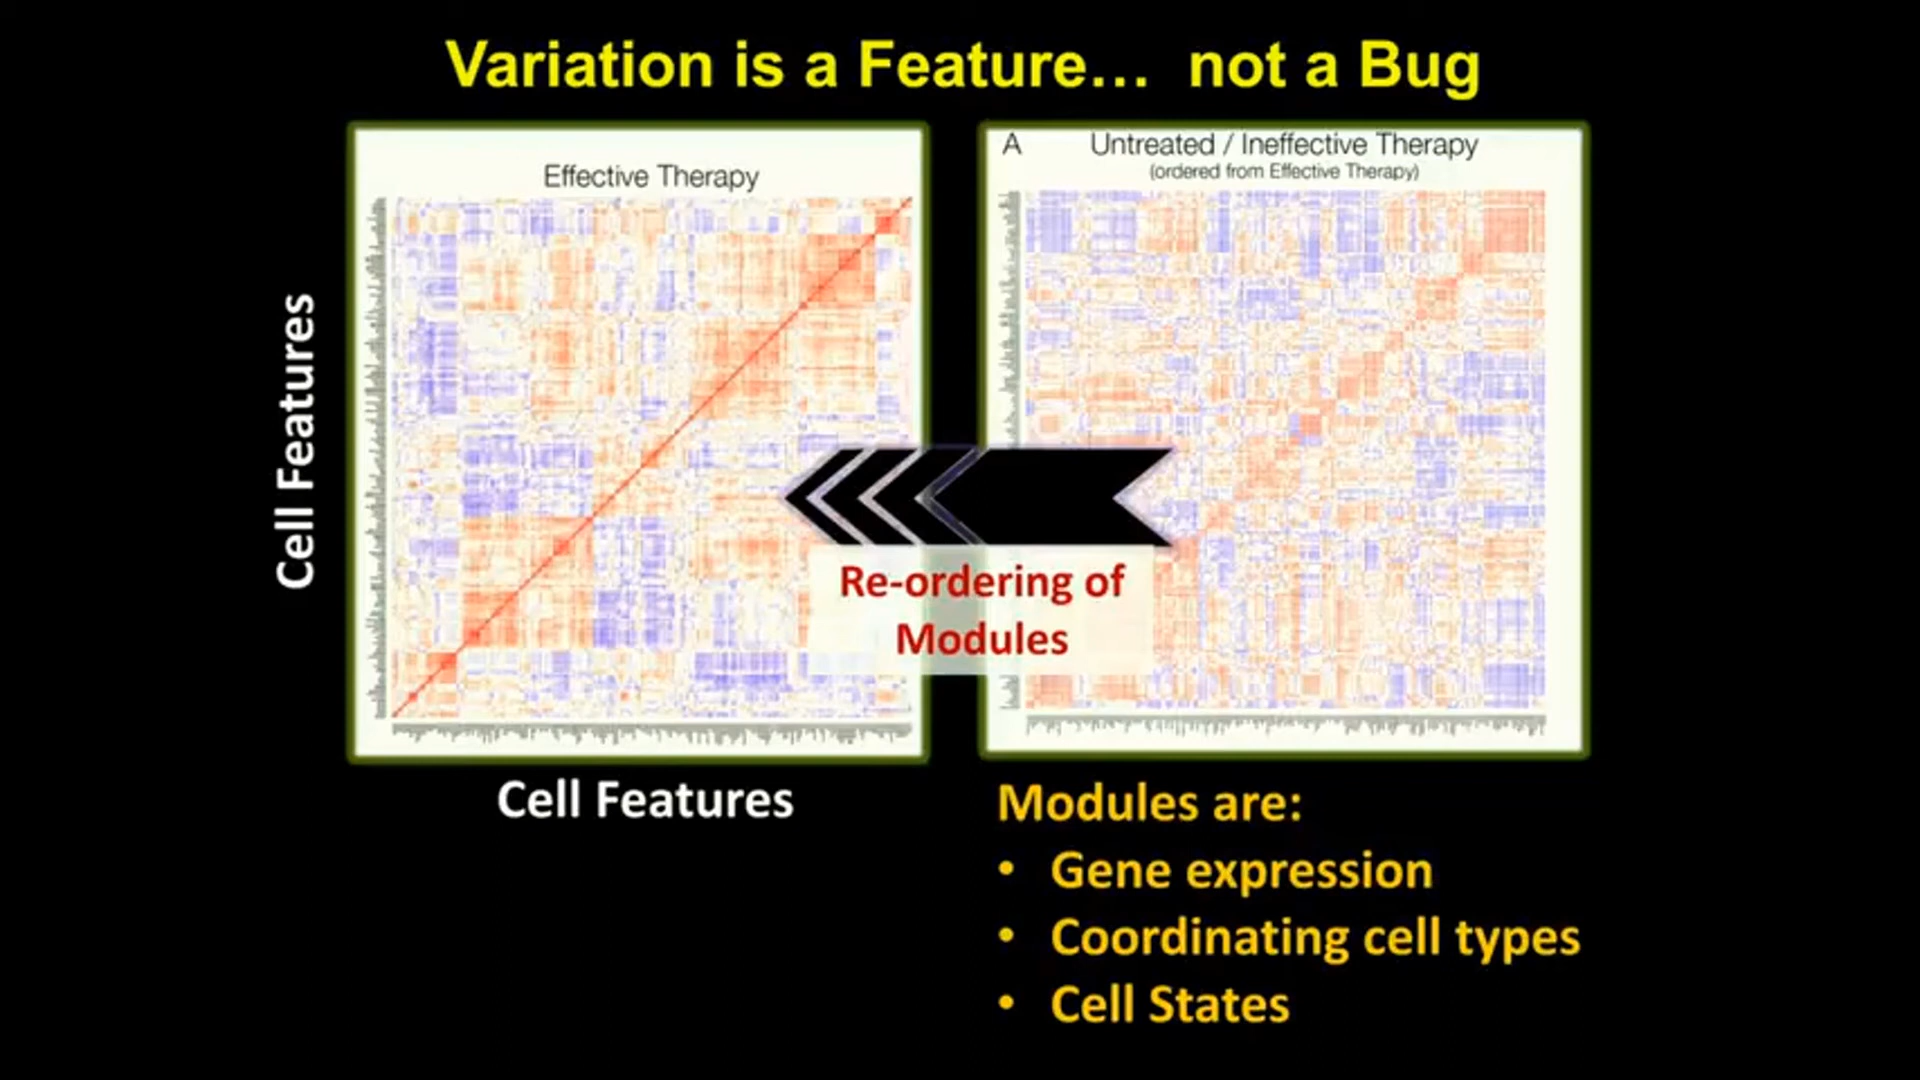 Variation is a Feature... not a Bug
Effective Therapy
A
Untreated / Ineffective Therapy
(ordered from Effective Therapy)
Cell Features
Re-ordering of
Modules
Cell Features
Modules are:
• Gene expression
• Coordinating cell types
• Cell States